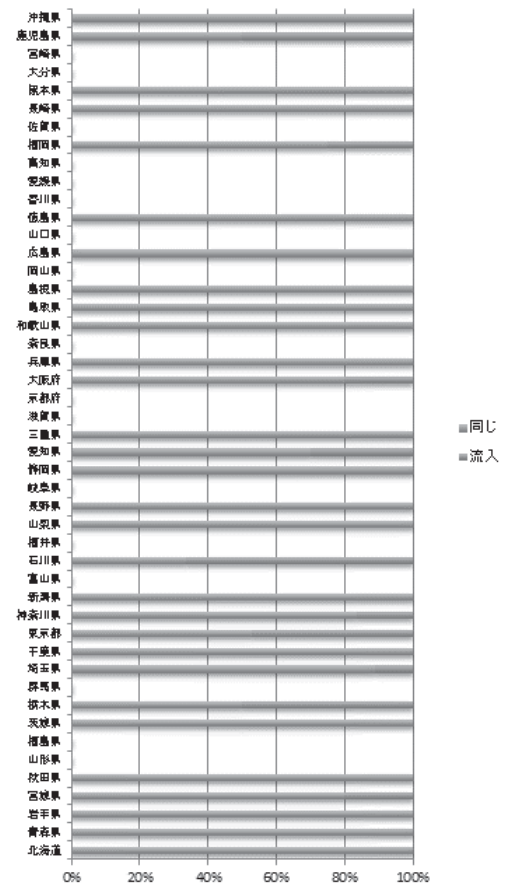 沖縄県
鹿児島県
宮崎県
大分県
熊本県
長崎県
佐賀県
福岡県
高知県
愛媛県
香川県
徳島県
山口県
広島県
岡山県
島根県
鳥取県
和歌山県
奈良県
兵庫県
大阪府
京都府
滋賀県
三重県
愛知県
静岡県
岐阜県
長野県
山梨県
福井県
石川県
富山県
新潟県
神奈川県
東京都
千葉県
埼玉県
群馬県
栃木県
茨城県
福島県
山形県
秋田県
宮城県
岩手県
青森県
北海道
0% 20% 40% 60% 80% 100%
同じ
流入